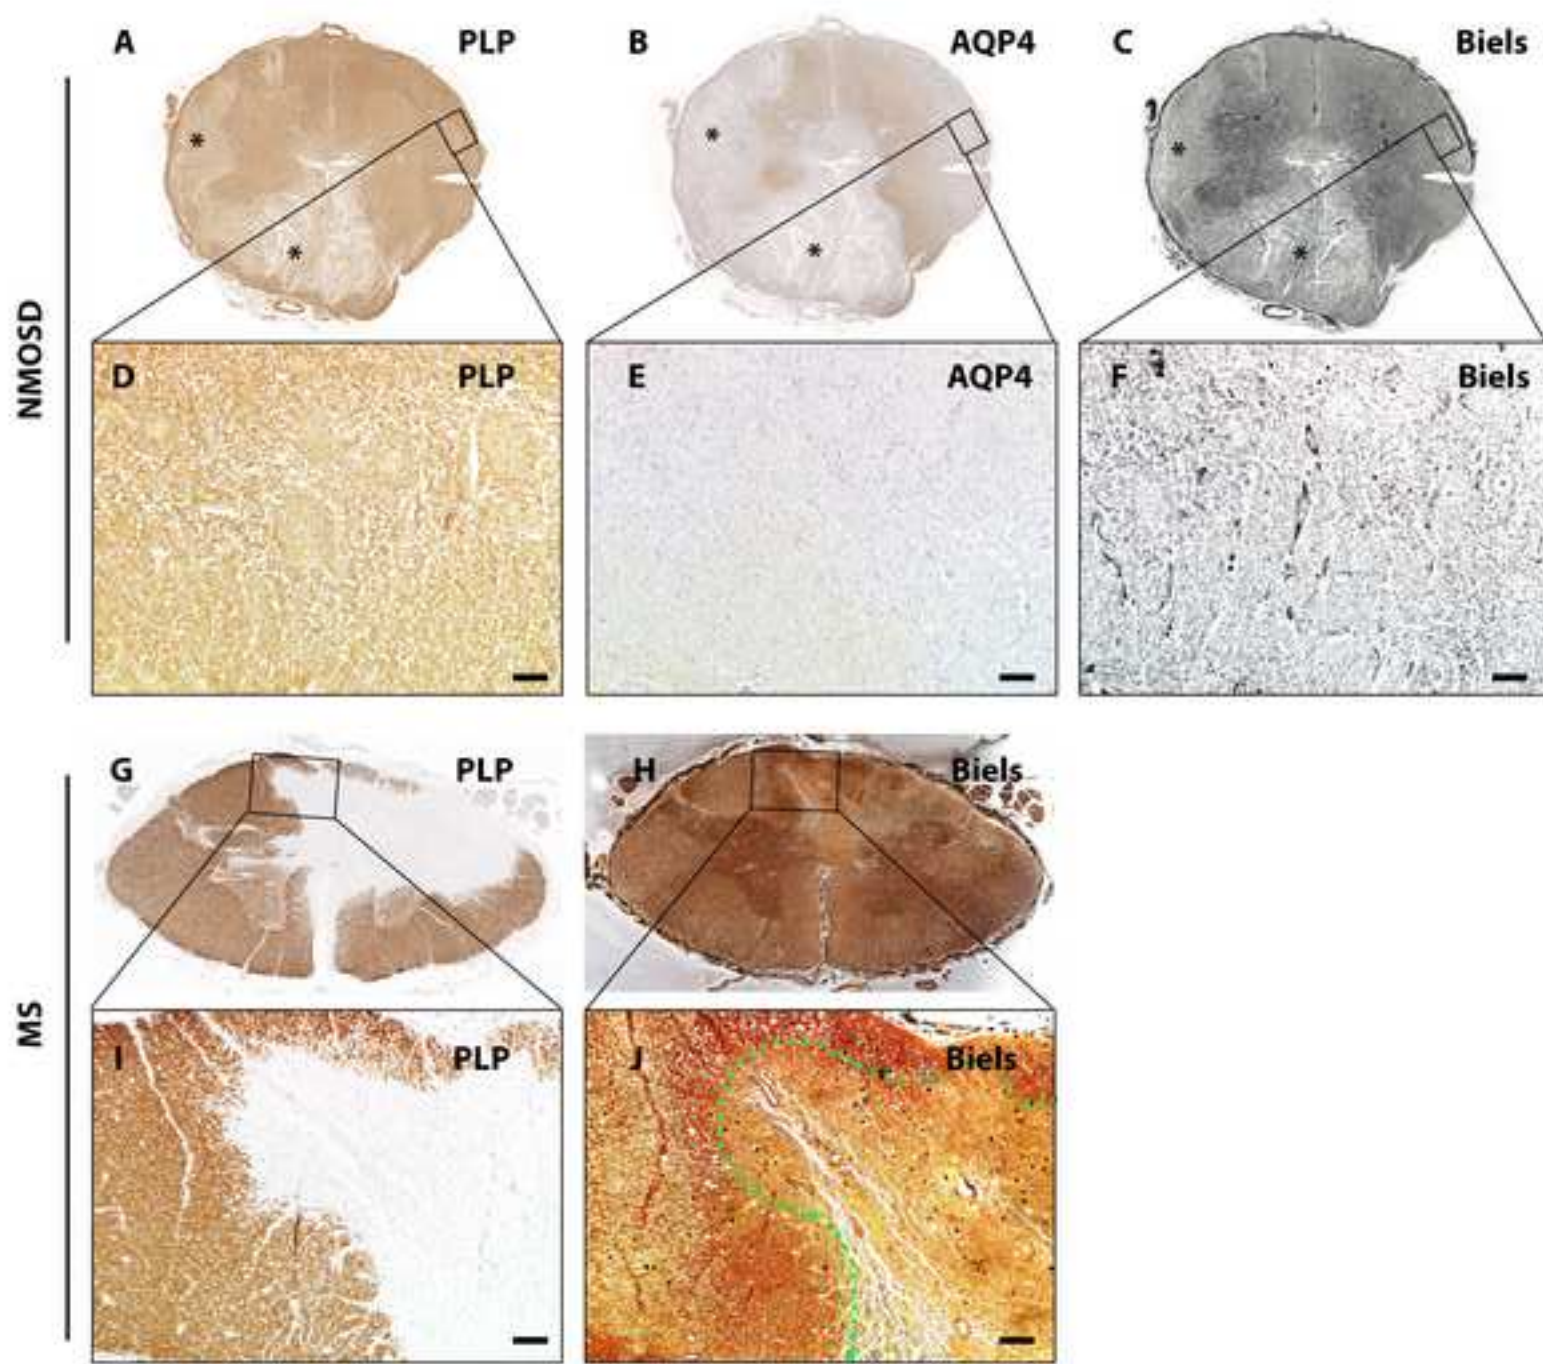 A PLP
B AQP4
C Biels
*
*
*
*
*
*
NMOSD
D PLP
E AQP4
F Biels
G PLP
H Biels
MS
I PLP
J Biels